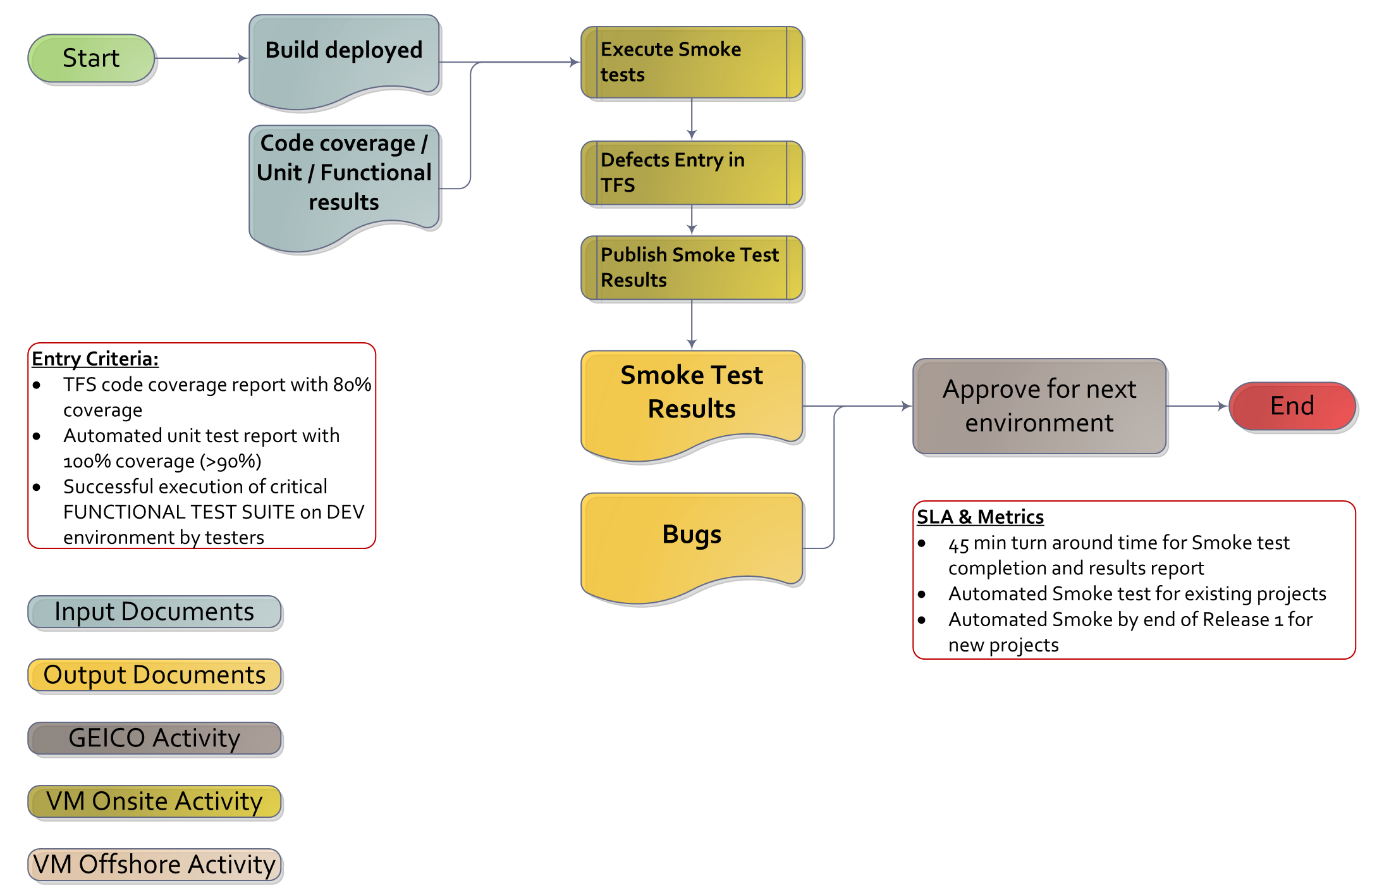 Start
Build deployed
Code coverage /
Unit / Functional
results
Execute Smoke
tests
Defects Entry in
TFS
Publish Smoke Test
Results
Smoke Test
Results
Bugs
Approve for next
environment
End
Entry Criteria:
● TFS code coverage report with 80%
coverage
● Automated unit test report with
100% coverage (>90%)
● Successful execution of critical
FUNCTIONAL TEST SUITE on DEV
environment by testers
SLA & Metrics
● 45 min turn around time for Smoke test
completion and results report
● Automated Smoke test for existing projects
● Automated Smoke by end of Release 1 for
new projects
Input Documents
Output Documents
GEICO Activity
VM Onsite Activity
VM Offshore Activity